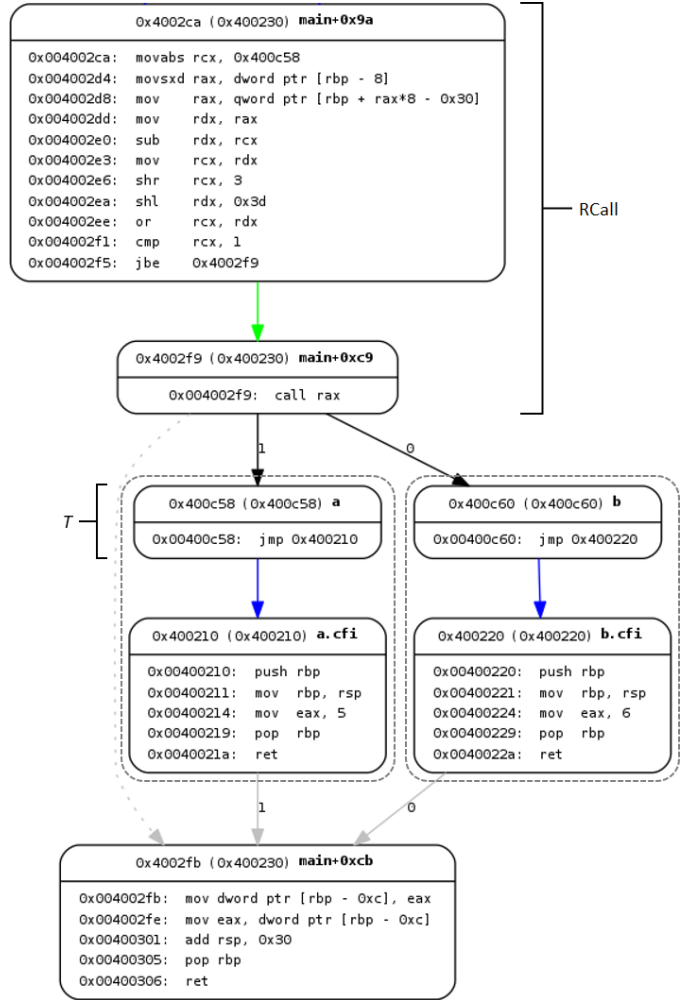 0x4002ca (0x400230) main+0x9a
0x004002ca: movabs rcx, 0x400c58
0x004002d4: movsxd rax, dword ptr [rbp - 8]
0x004002d8: mov rax, qword ptr [rbp + rax*8 - 0x30]
0x004002dd: mov rdx, rax
0x004002e0: sub rdx, rcx
0x004002e3: mov rcx, rdx
0x004002e6: shr rcx, 3
0x004002ea: shl rdx, 0x3d
0x004002ee: or rcx, rdx
0x004002f1: cmp rcx, 1
0x004002f5: jbe 0x4002f9
RCall
0x4002f9 (0x400230) main+0xc9
0x004002f9: call rax
1
0
T
0x400c58 (0x400c58) a
0x00400c58: jmp 0x400210
0x400c60 (0x400c60) b
0x00400c60: jmp 0x400220
0x400210 (0x400210) a.cfi
0x00400210: push rbp
0x00400211: mov rbp, rsp
0x00400214: mov eax, 5
0x00400219: pop rbp
0x0040021a: ret
0x400220 (0x400220) b.cfi
0x00400220: push rbp
0x00400221: mov rbp, rsp
0x00400224: mov eax, 6
0x00400229: pop rbp
0x0040022a: ret
1
0
0x4002fb (0x400230) main+0xcb
0x004002fb: mov dword ptr [rbp - 0xc], eax
0x004002fe: mov eax, dword ptr [rbp - 0xc]
0x00400301: add rsp, 0x30
0x00400305: pop rbp
0x00400306: ret